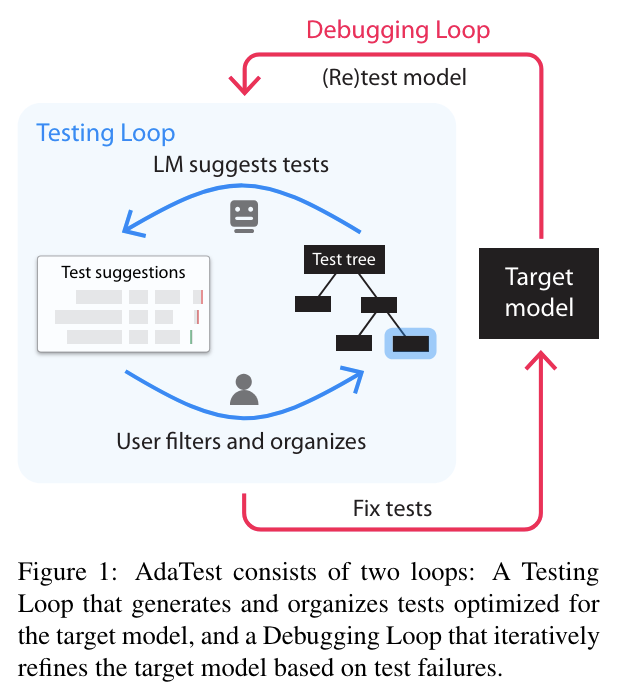 Debugging Loop
(Re)test model
Testing Loop
LM suggests tests
Test suggestions
Test tree
Target
model
User filters and organizes
Fix tests
Figure 1: AdaTest consists of two loops: A Testing
Loop that generates and organizes tests optimized for
the target model, and a Debugging Loop that iteratively
refines the target model based on test failures.